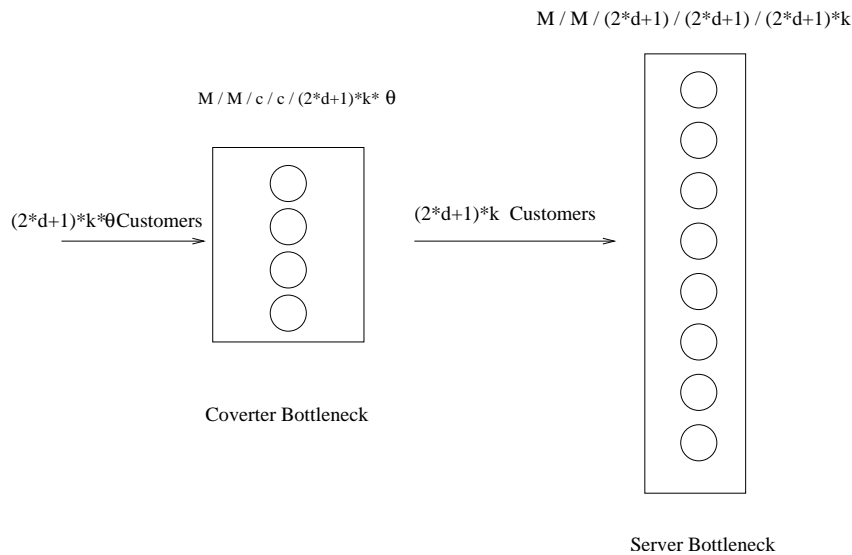 M / M / (2*d+1) / (2*d+1) / (2*d+1)*k
M / M / c / c / (2*d+1)*k* θ
(2*d+1)*k*θCustomers
(2*d+1)*k Customers
Coverter Bottleneck
Server Bottleneck